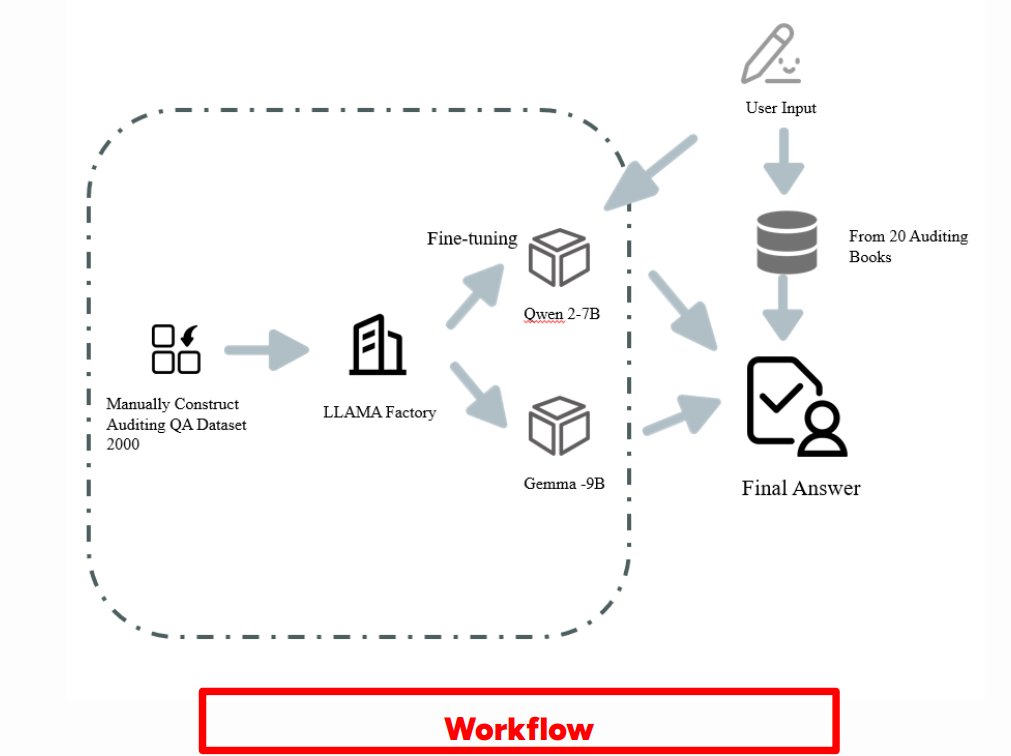 User Input
From 20 Auditing
Books
Fine-tuning
Qwen 2-7B
Manually Construct
Auditing QA Dataset
2000
LLAMA Factory
Gemma -9B
Final Answer
Workflow